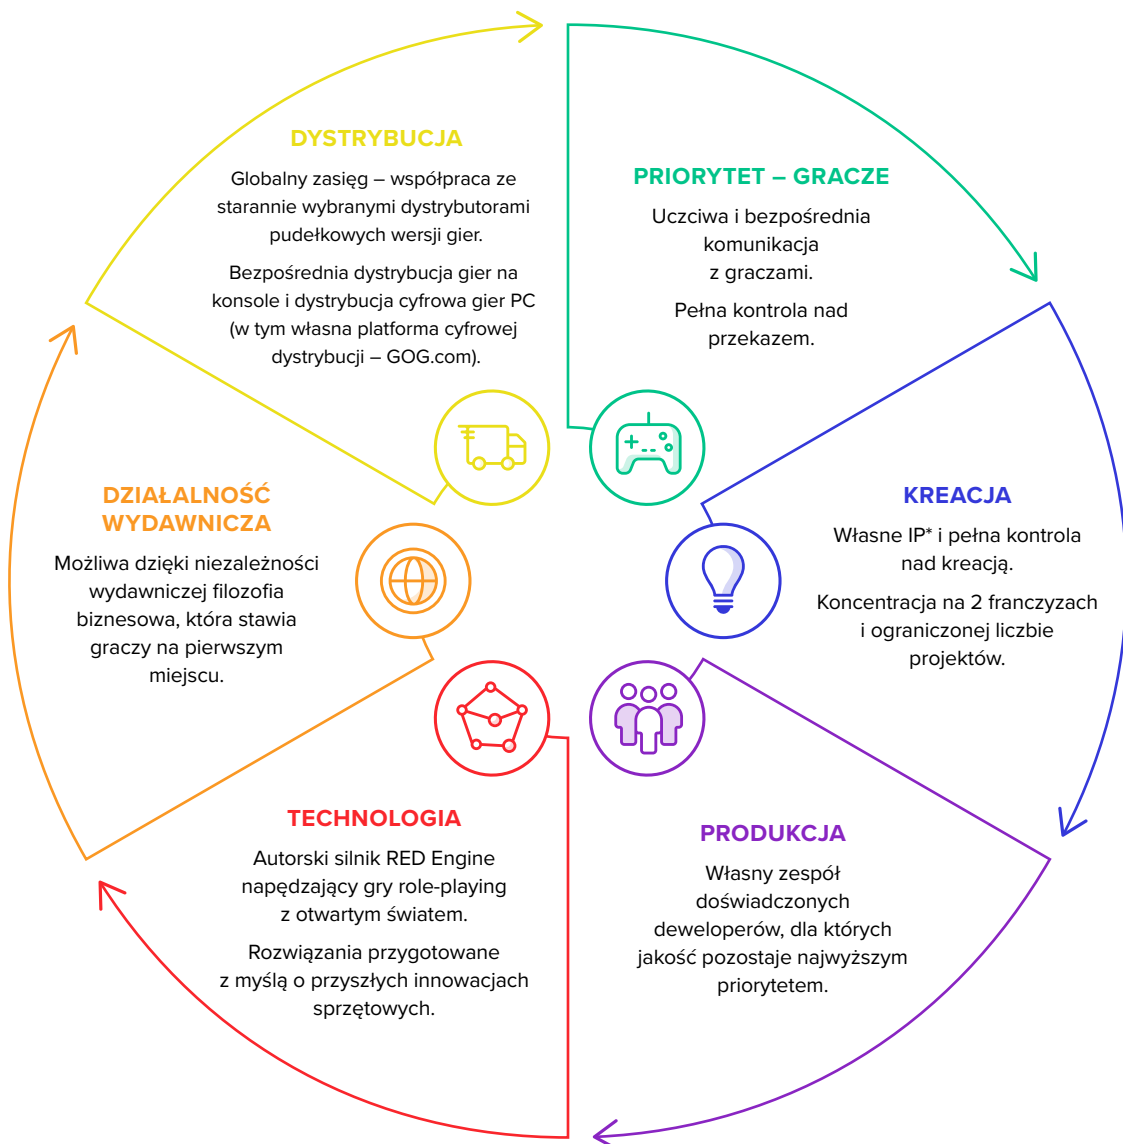 DYSTRYBUCJA
Globalny zasięg – współpraca ze
starannie wybranymi dystrybutorami
pudełkowych wersji gier.
Bezpośrednia dystrybucja gier na
konsole i dystrybucja cyfrowa gier PC
(w tym własna platforma cyfrowej
dystrybucji – GOG.com).
PRIORYTET – GRACZE
Uczciwa i bezpośrednia
komunikacja
z graczami.
Pełna kontrola nad
przekazem.
KREACJA
Własne IP* i pełna kontrola
nad kreacją.
Koncentracja na 2 franczyzach
i ograniczonej liczbie
projektów.
PRODUKCJA
Własny zespół
doświadczonych
deweloperów, dla których
jakość pozostaje najwyższym
priorytetem.
TECHNOLOGIA
Autorski silnik RED Engine
napędzający gry role-playing
z otwartym światem.
Rozwiązania przygotowane
z myślą o przyszłych innowacjach
sprzętowych.
DZIAŁALNOŚĆ
WYDAWNICZA
Możliwa dzięki niezależności
wydawniczej filozofia
biznesowa, która stawia
graczy na pierwszym
miejscu.